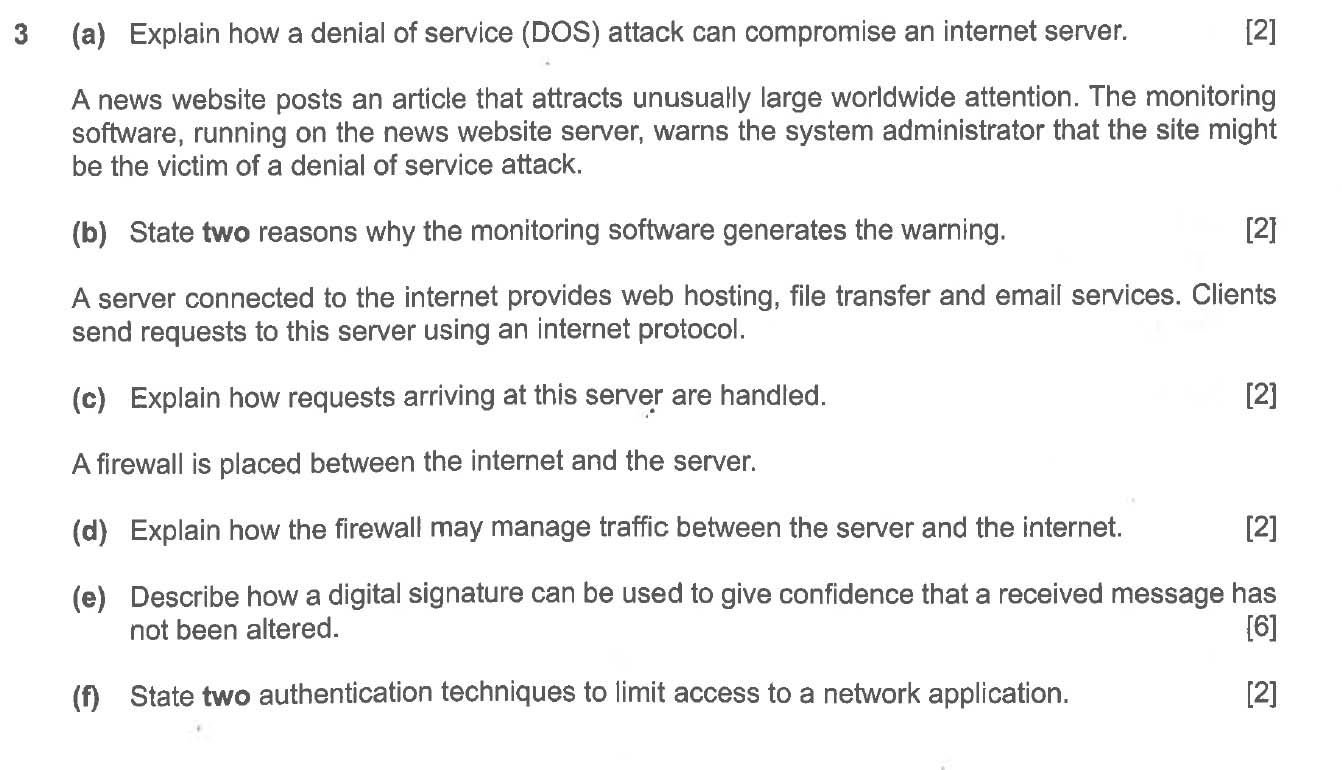 3 (a) Explain how a denial of service (DOS) attack can compromise an internet server. [2]
A news website posts an article that attracts unusually large worldwide attention. The monitoring
software, running on the news website server, warns the system administrator that the site might
be the victim of a denial of service attack.
(b) State two reasons why the monitoring software generates the warning. [2]
A server connected to the internet provides web hosting, file transfer and email services. Clients
send requests to this server using an internet protocol.
(c) Explain how requests arriving at this server are handled. [2]
A firewall is placed between the internet and the server.
(d) Explain how the firewall may manage traffic between the server and the internet. [2]
(e) Describe how a digital signature can be used to give confidence that a received message has
not been altered. [6]
(f) State two authentication techniques to limit access to a network application. [2]